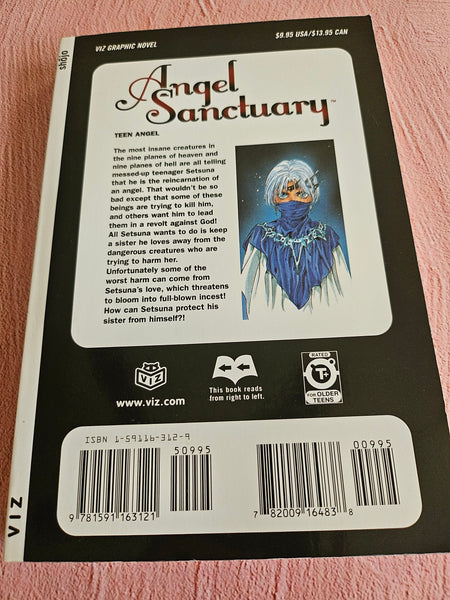 shōjo
VIZ GRAPHIC NOVEL
$9.95 USA/$13.95 CAN
Angel
Sanctuary™
TEEN ANGEL
The most insane creatures in
the nine planes of heaven and
nine planes of hell are all telling
messed-up teenager Setsuna
that he is the reincarnation of
an angel. That wouldn't be so
bad except that some of these
beings are trying to kill him,
and others want him to lead
them in a revolt against God!
All Setsuna wants to do is keep
a sister he loves away from the
dangerous creatures who are
trying to harm her.
Unfortunately some of the
worst harm can come from
Setsuna's love, which threatens
to bloom into full-blown incest!
How can Setsuna protect his
sister from himself?!
VIZ
www.viz.com
This book reads
from right to left.
RATED
T+
FOR OLDER
TEENS
ISBN 1-59116-312-9
50995
9 781591 163121
00995
7 82009 16483 8
VIZ